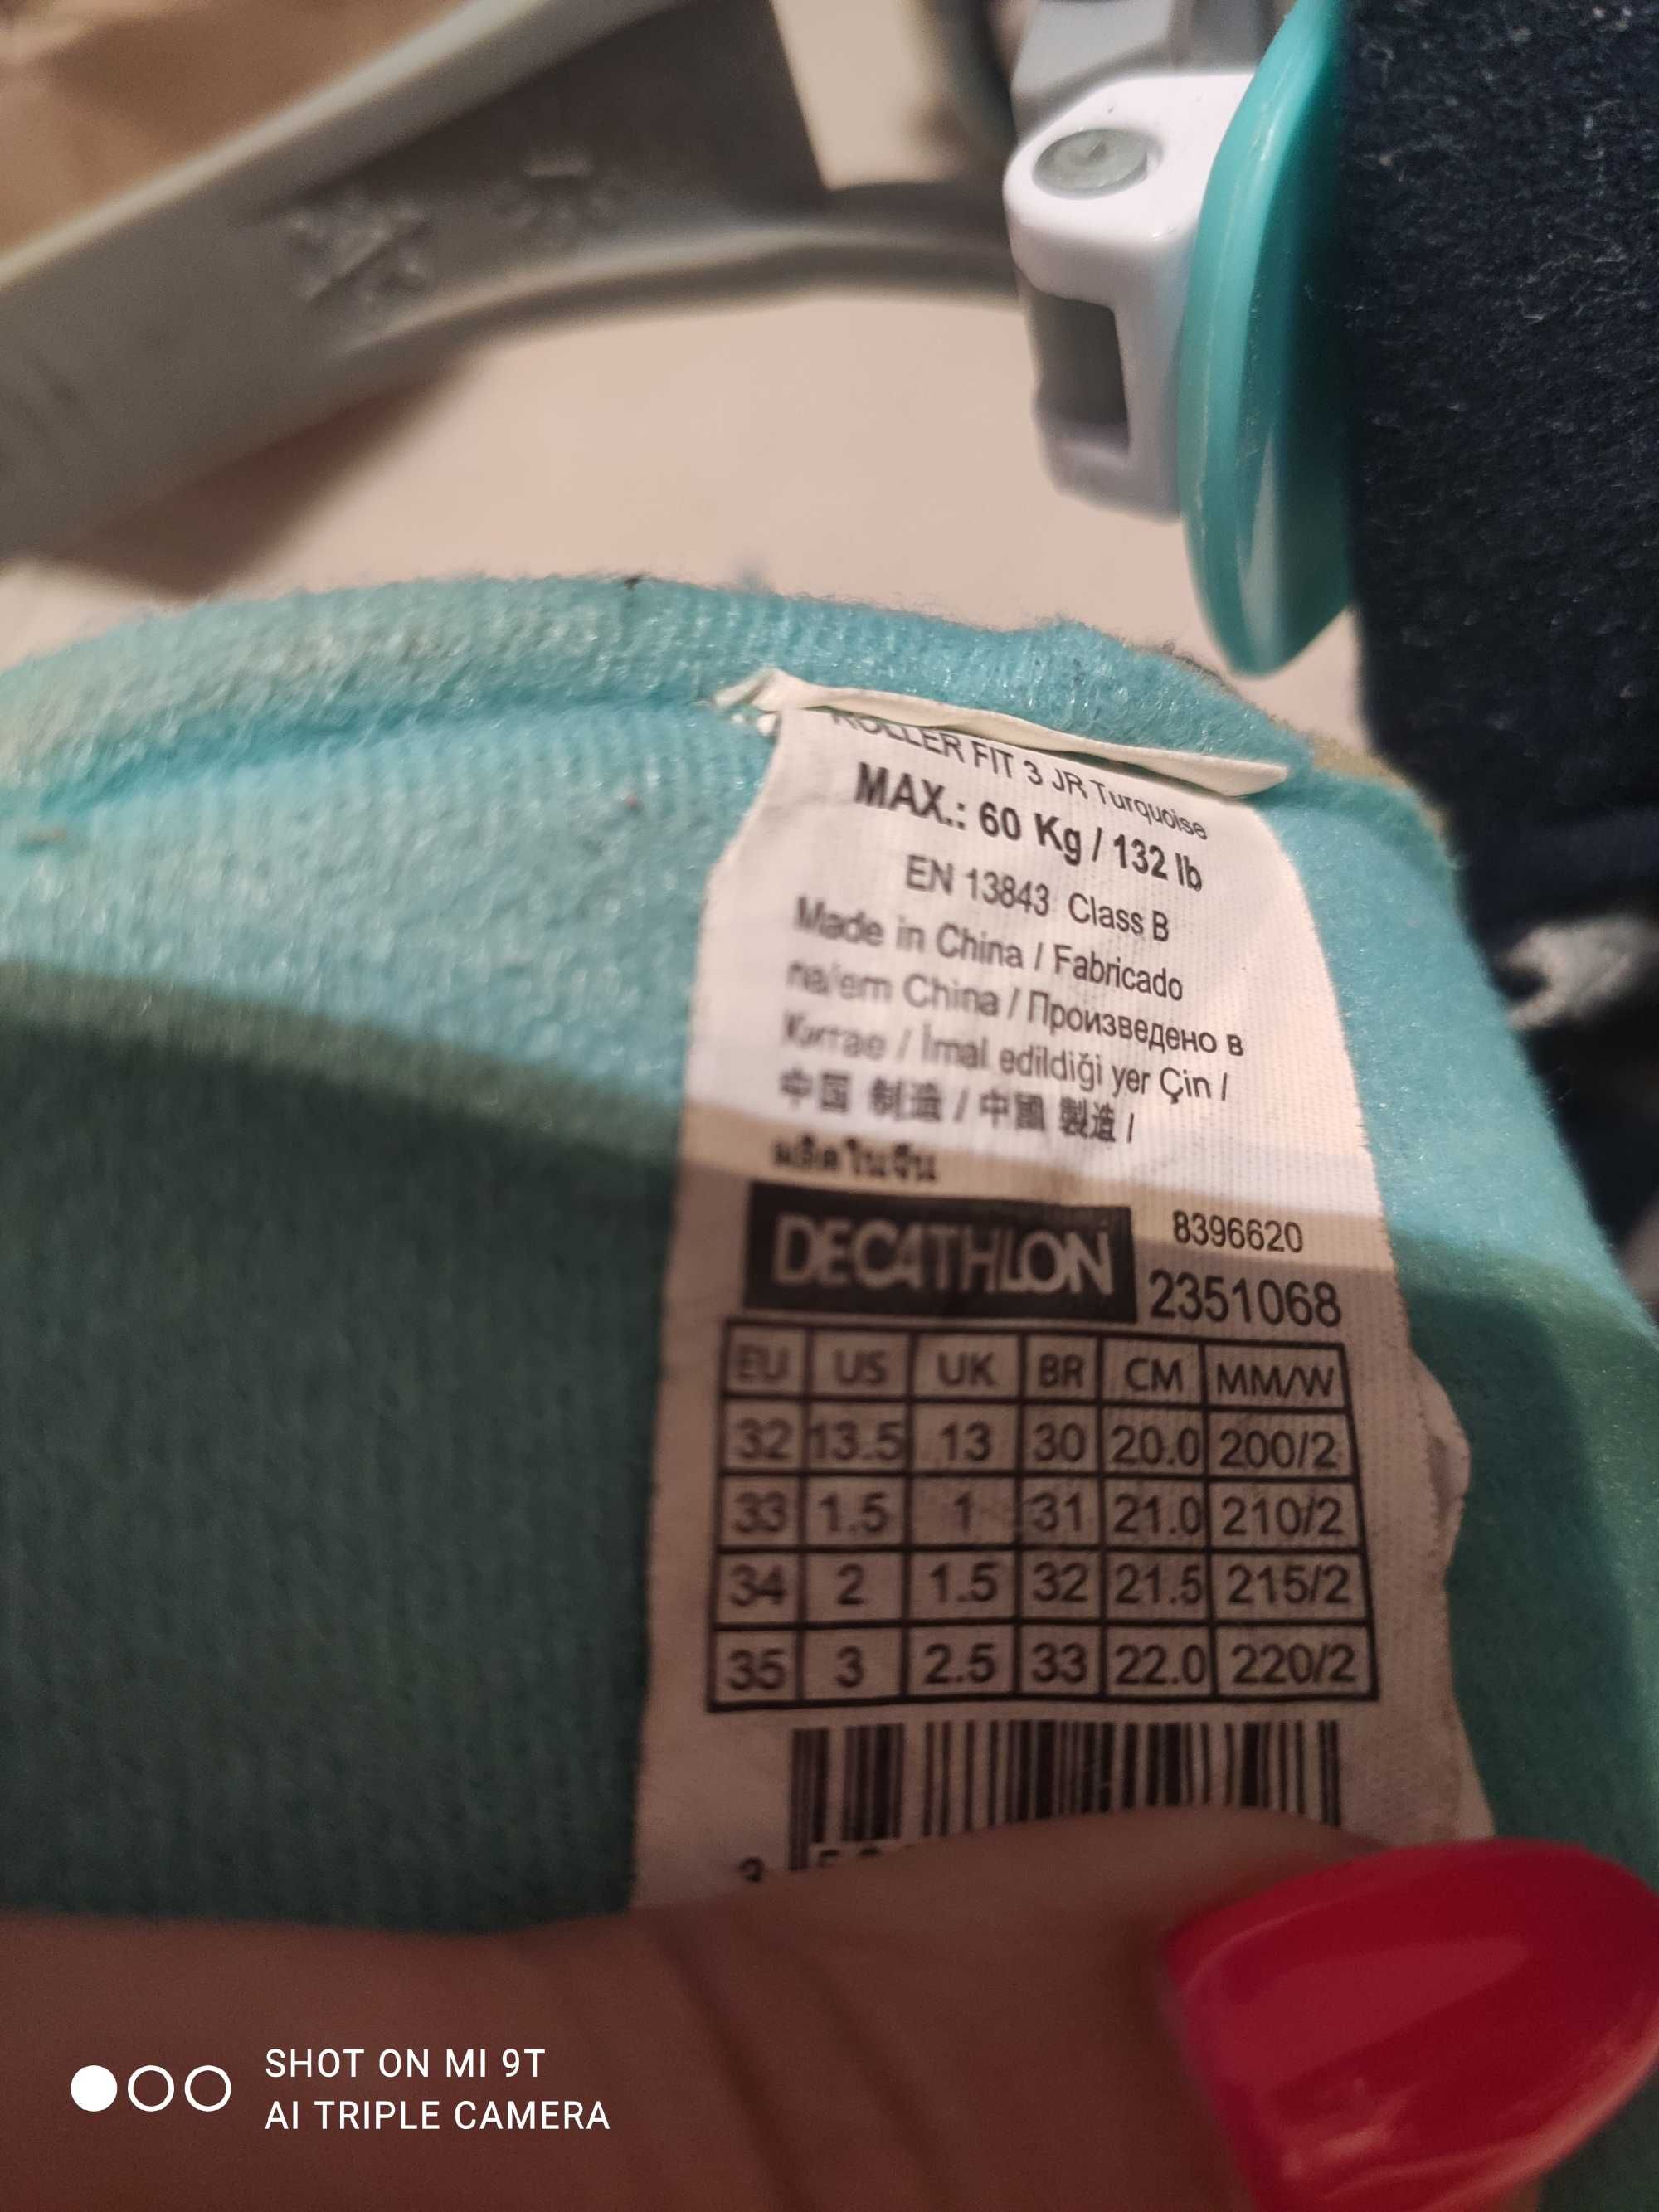 ROLLER FIT 3 JR Turquoise
MAX.: 60 Kg / 132 lb
EN 13843 Class B
Made in China / Fabricado
na/em China / Произведено в
Китае / İmal edildiği yer Çin /
中国 制造 / 中國 製造 /
ผลิตในจีน
DECATHLON 8396620
2351068
EU US UK BR CM MM/W
32 13.5 13 30 20.0 200/2
33 1.5 1 31 21.0 210/2
34 2 1.5 32 21.5 215/2
35 3 2.5 33 22.0 220/2
SHOT ON MI 9T
AI TRIPLE CAMERA